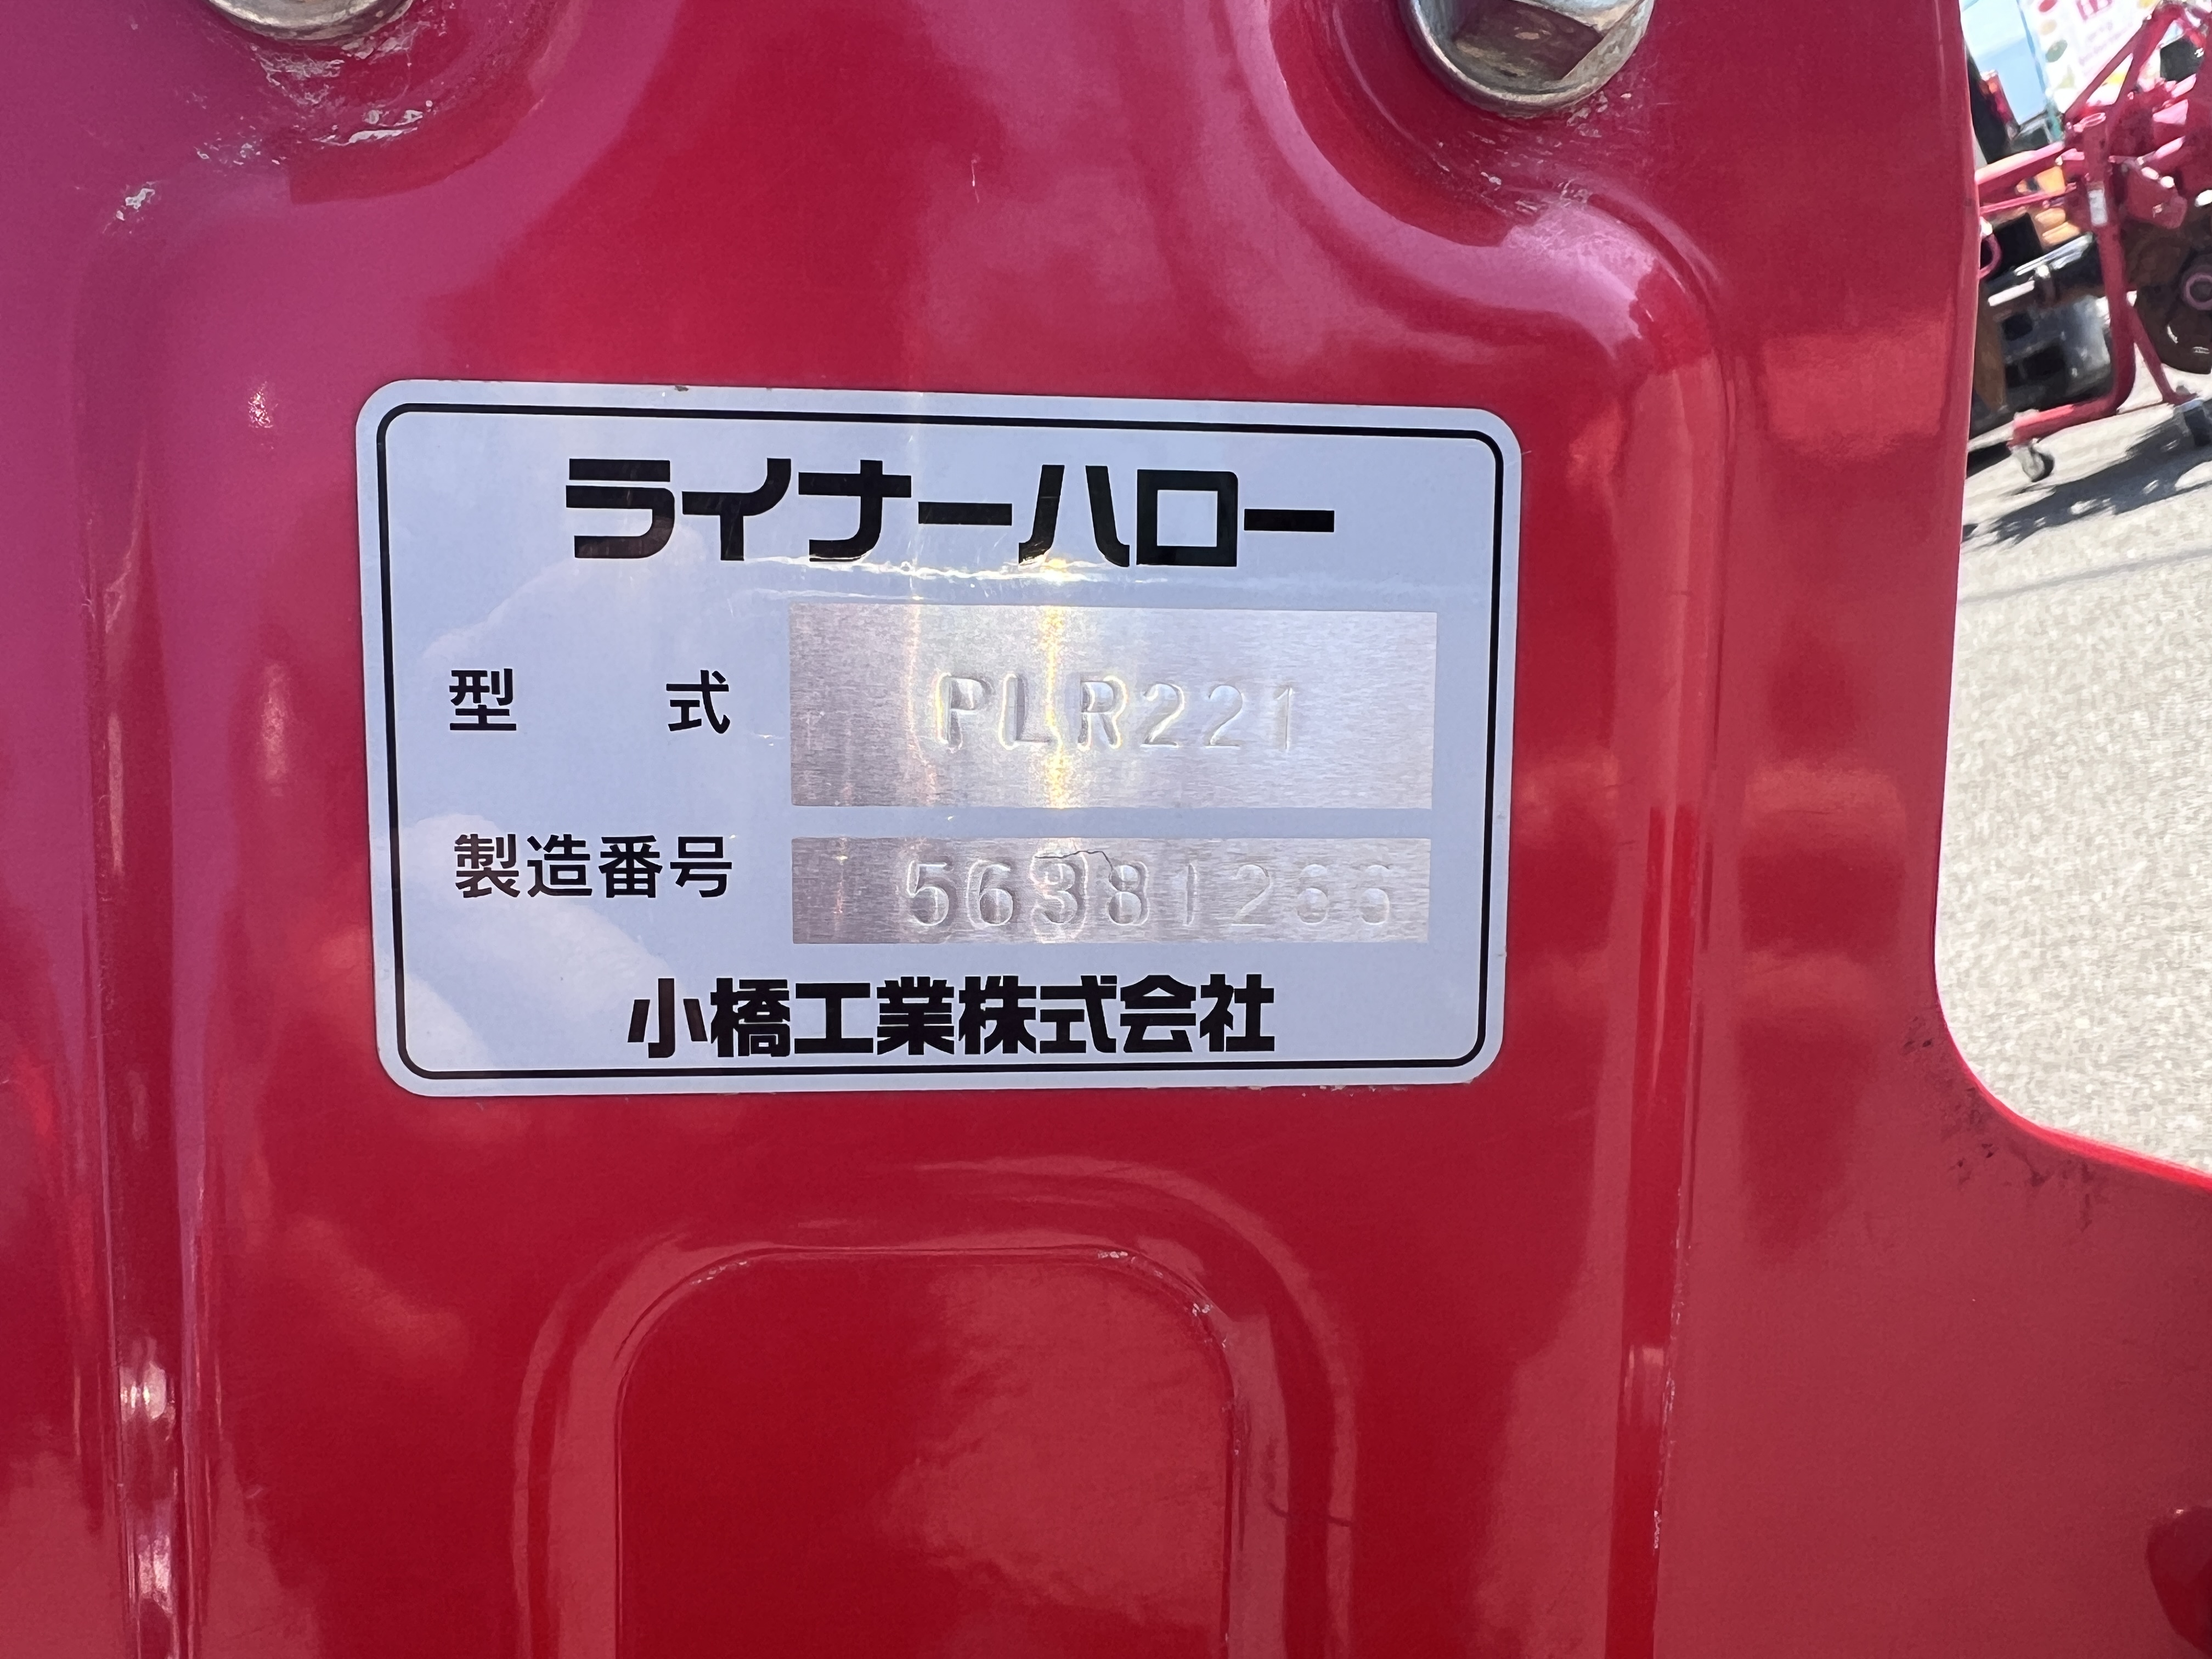 ライナーハロー
型 式 PLR221
製造番号 56381266
小橋工業株式会社